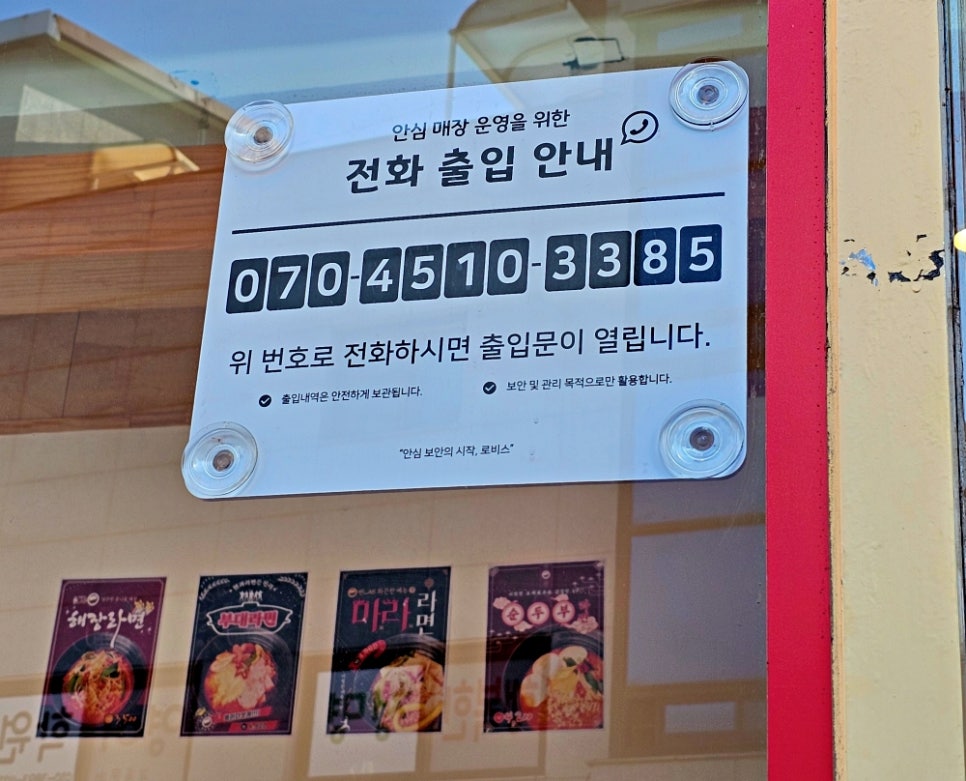 안심 매장 운영을 위한
전화 출입 안내
070-4510-3385
위 번호로 전화하시면 출입문이 열립니다.
출입내역은 안전하게 보관됩니다.
보안 및 관리 목적으로만 활용합니다.
"안심 보안의 시작, 로비스"
해장라면
3,500
부대라면
마라
라면
순두부